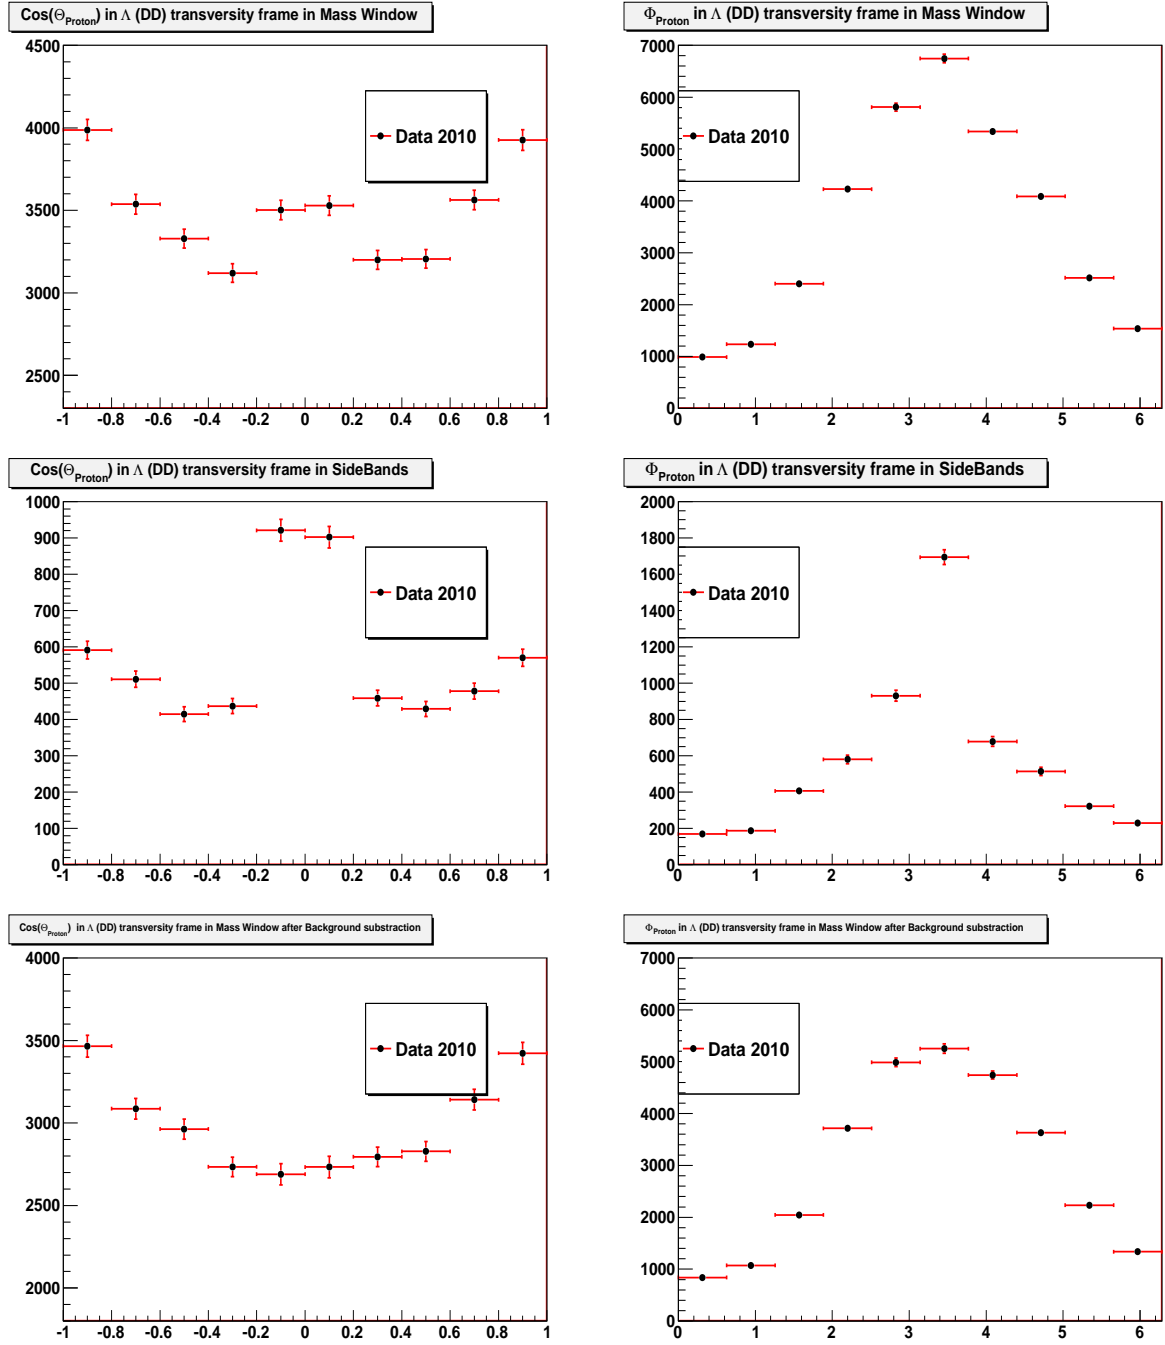 Cos(Θ_Proton) in Λ (DD) transversity frame in Mass Window
4500
4000
3500
3000
2500
-1 -0.8 -0.6 -0.4 -0.2 0 0.2 0.4 0.6 0.8 1
Data 2010
Φ_Proton in Λ (DD) transversity frame in Mass Window
7000
6000
5000
4000
3000
2000
1000
0
0 1 2 3 4 5 6
Data 2010
Cos(Θ_Proton) in Λ (DD) transversity frame in SideBands
1000
900
800
700
600
500
400
300
200
100
0
-1 -0.8 -0.6 -0.4 -0.2 0 0.2 0.4 0.6 0.8 1
Data 2010
Φ_Proton in Λ (DD) transversity frame in SideBands
2000
1800
1600
1400
1200
1000
800
600
400
200
0
0 1 2 3 4 5 6
Data 2010
Cos(Θ_Proton) in Λ (DD) transversity frame in Mass Window after Background substraction
4000
3500
3000
2500
2000
-1 -0.8 -0.6 -0.4 -0.2 0 0.2 0.4 0.6 0.8 1
Data 2010
Φ_Proton in Λ (DD) transversity frame in Mass Window after Background substraction
7000
6000
5000
4000
3000
2000
1000
0
0 1 2 3 4 5 6
Data 2010